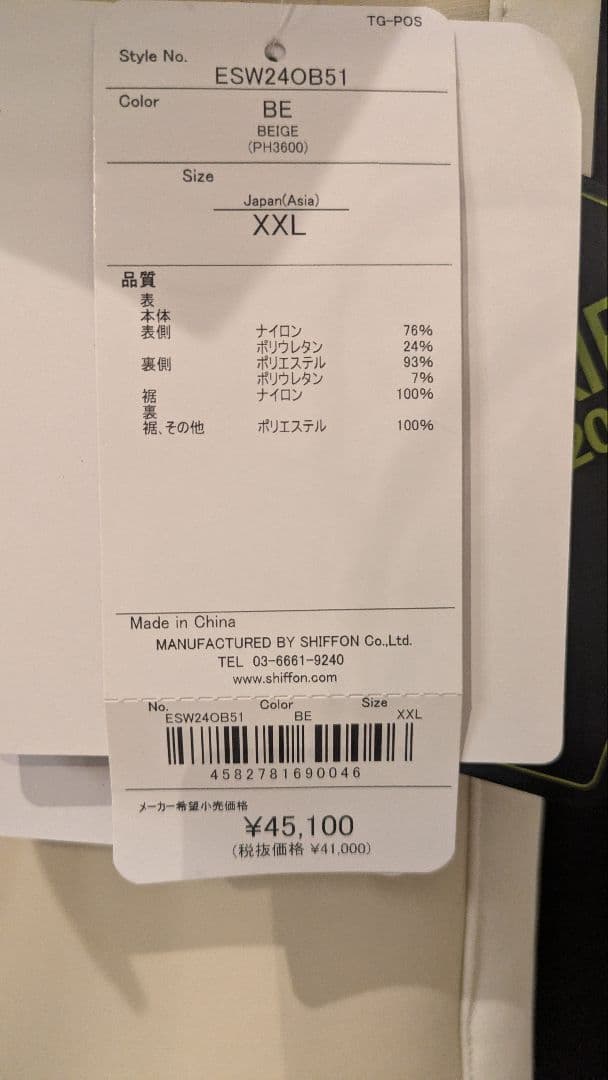 TG-POS
Style No.
ESW24OB51
Color
BE
BEIGE
(PH3600)
Size
Japan(Asia)
XXL
品質
表
本体
表側 ナイロン 76%
ポリウレタン 24%
裏側 ポリエステル 93%
ポリウレタン 7%
裾 ナイロン 100%
裏
裾、その他 ポリエステル 100%
Made in China
MANUFACTURED BY SHIFFON Co.,Ltd.
TEL 03-6661-9240
www.shiffon.com
No. Color Size
ESW24OB51 BE XXL
4582781690046
メーカー希望小売価格
¥45,100
(税抜価格 ¥41,000)